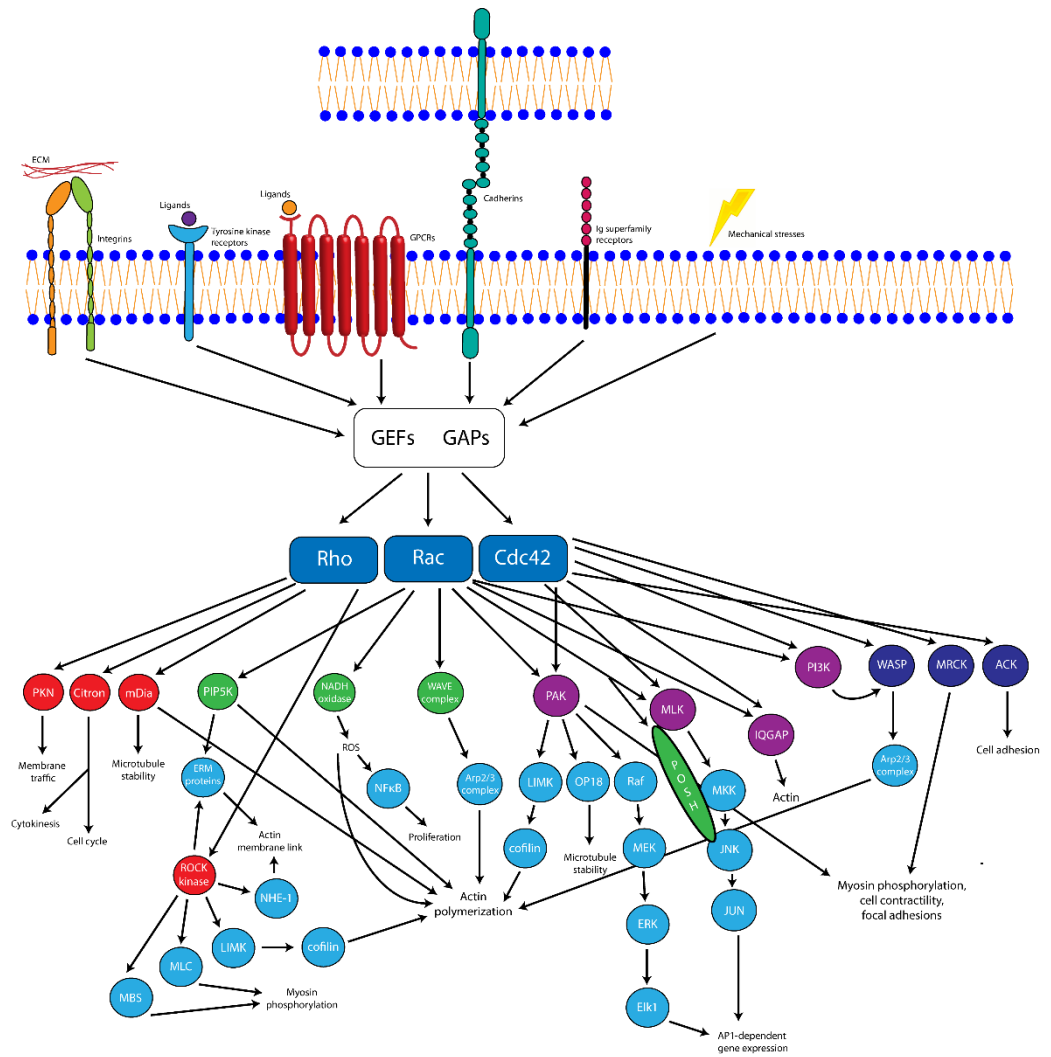 ECM
Ligands
Ligands
Cadherins
Integrins
Tyrosine kinase
receptors
GPCRs
Ig superfamily
receptors
Mechanical stresses
GEFs GAPs
Rho
Rac
Cdc42
PKN
Citron
mDia
PIP5K
NADH
oxidase
WAVE
complex
PAK
MLK
IQGAP
PI3K
WASP
MRCK
ACK
Membrane
traffic
Microtubule
stability
ERM
proteins
ROS
NFκB
Arp2/3
complex
LIMK
OP18
Raf
POSH
MKK
Actin
Arp2/3
complex
Cell adhesion
Cytokinesis
Cell cycle
Actin
membrane link
Proliferation
cofilin
Microtubule
stability
MEK
JNK
ROCK
kinase
NHE-1
Actin
polymerization
Myosin phosphorylation,
cell contractility,
focal adhesions
ERK
JUN
LIMK
cofilin
MLC
MBS
Myosin
phosphorylation
Elk1
AP1-dependent
gene expression